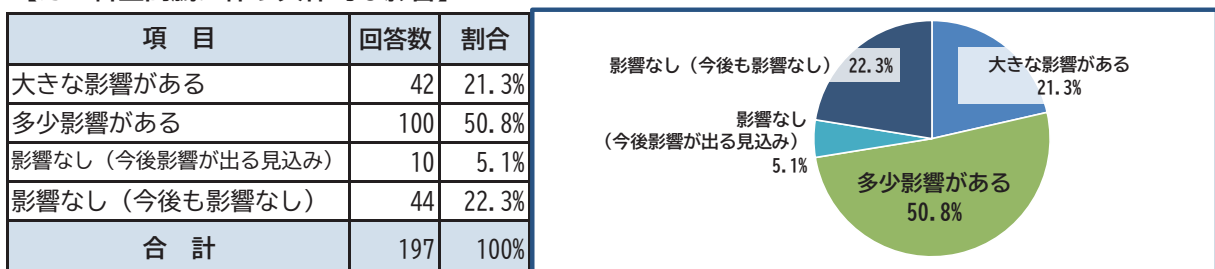 項 目 回答数 割合
大きな影響がある 42 21.3%
多少影響がある 100 50.8%
影響なし（今後影響が出る見込み） 10 5.1%
影響なし（今後も影響なし） 44 22.3%
合 計 197 100%
影響なし（今後も影響なし） 22.3%
大きな影響がある
21.3%
影響なし
（今後影響が出る見込み）
5.1%
多少影響がある
50.8%